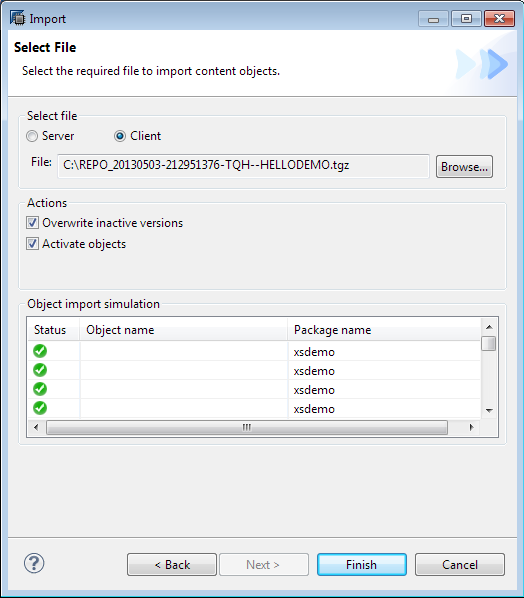 Import
Select File
Select the required file to import content objects.
Select file
Server Client
File: C:\REPO_20130503-212951376-TQH--HELLODEMO.tgz Browse...
Actions
Overwrite inactive versions
Activate objects
Object import simulation
Status Object name Package name
xsdemo
xsdemo
xsdemo
xsdemo
? < Back Next > Finish Cancel